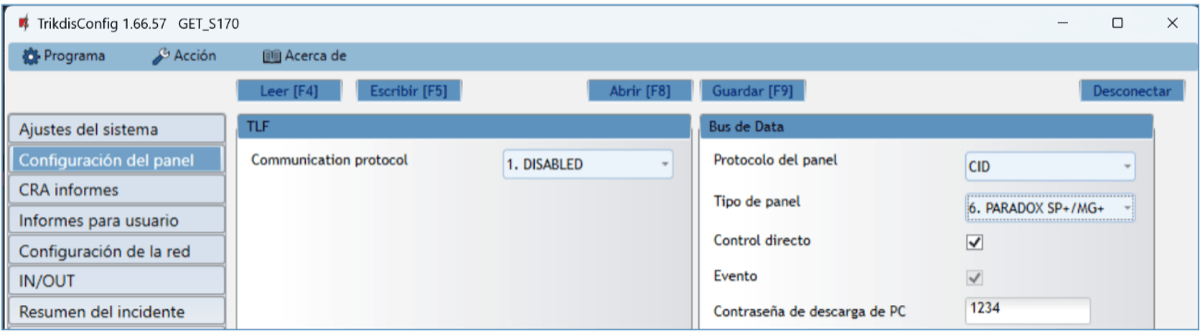 TrikdisConfig 1.66.57 GET_S170
Programa Acción Acerca de
Leer [F4] Escribir [F5] Abrir [F8] Guardar [F9] Desconectar
Ajustes del sistema
Configuración del panel
CRA informes
Informes para usuario
Configuración de la red
IN/OUT
Resumen del incidente
TLF
Communication protocol 1. DISABLED
Bus de Data
Protocolo del panel CID
Tipo de panel 6. PARADOX SP+/MG+
Control directo
Evento
Contraseña de descarga de PC 1234